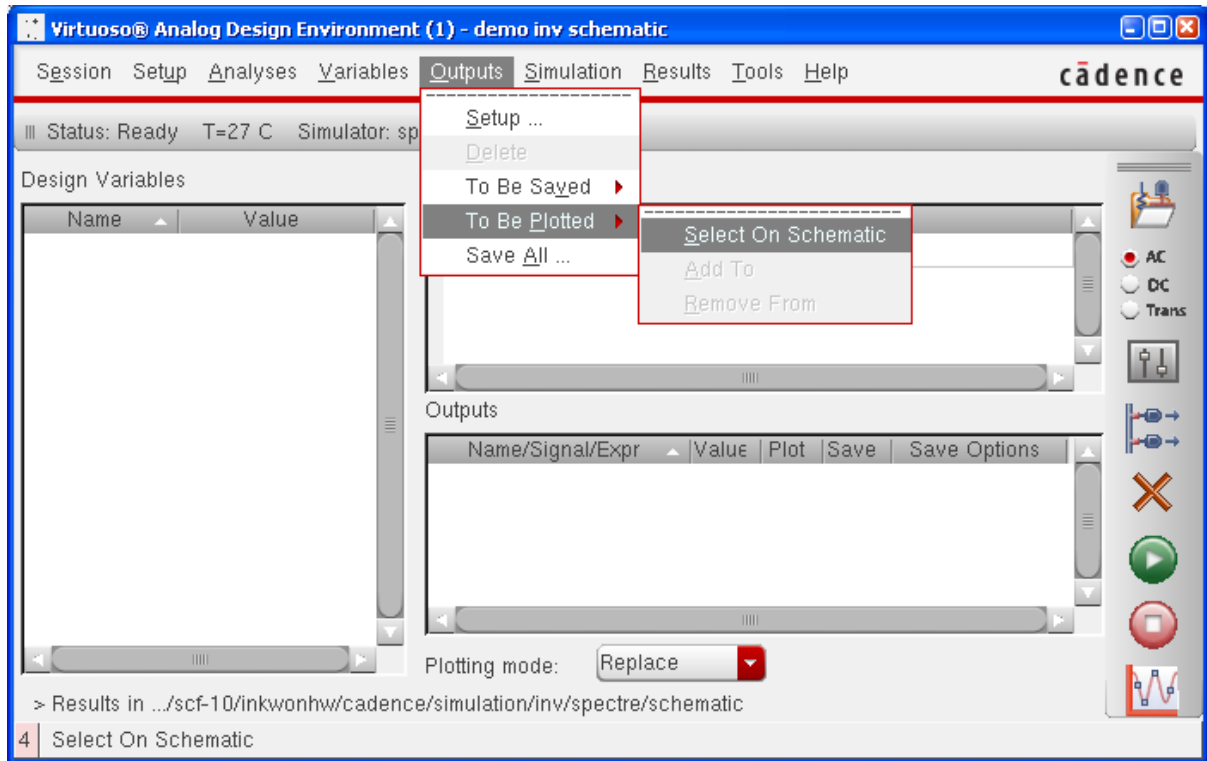 Virtuoso® Analog Design Environment (1) - demo inv schematic
Session Setup Analyses Variables Outputs Simulation Results Tools Help
cādence
Status: Ready T=27 C Simulator: sp
Setup ...
Delete
To Be Saved
To Be Plotted
Save All ...
Select On Schematic
Add To
Remove From
Design Variables
Name Value
AC
DC
Trans
Outputs
Name/Signal/Expr Value Plot Save Save Options
Plotting mode: Replace
> Results in .../scf-10/inkwonhw/cadence/simulation/inv/spectre/schematic
4 Select On Schematic